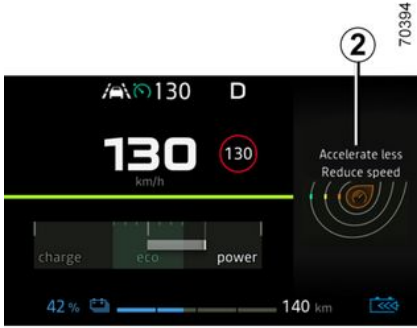 70394
2
130 D
130
130
km/h
Accelerate less
Reduce speed
charge eco power
42 % 140 km